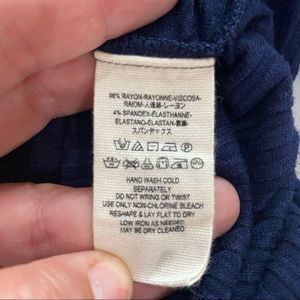 96% RAYON-RAYONNE-VISCOSA-
RAION-人造絲-レーヨン
4% SPANDEX-ELASTHANNE-
ELASTANO-ELASTAN-氨綸-
スパンデックス
HAND WASH COLD
SEPARATELY
DO NOT WRING OR TWIST
USE ONLY NON-CHLORINE BLEACH
RESHAPE & LAY FLAT TO DRY
LOW IRON AS NEEDED
MAY BE DRY CLEANED